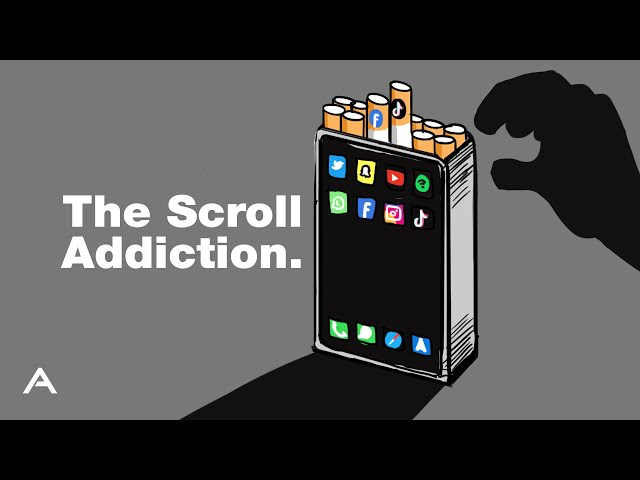 The Scroll
Addiction.